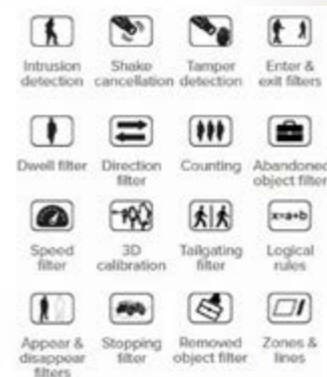 Intrusion detection
Shake cancellation
Tamper detection
Enter & exit filters
Dwell filter
Direction filter
Counting
Abandoned object filter
Speed filter
3D calibration
Tailgating filter
x=a+b
Logical rules
Appear & disappear filters
Stopping filter
Removed object filter
Zones & lines